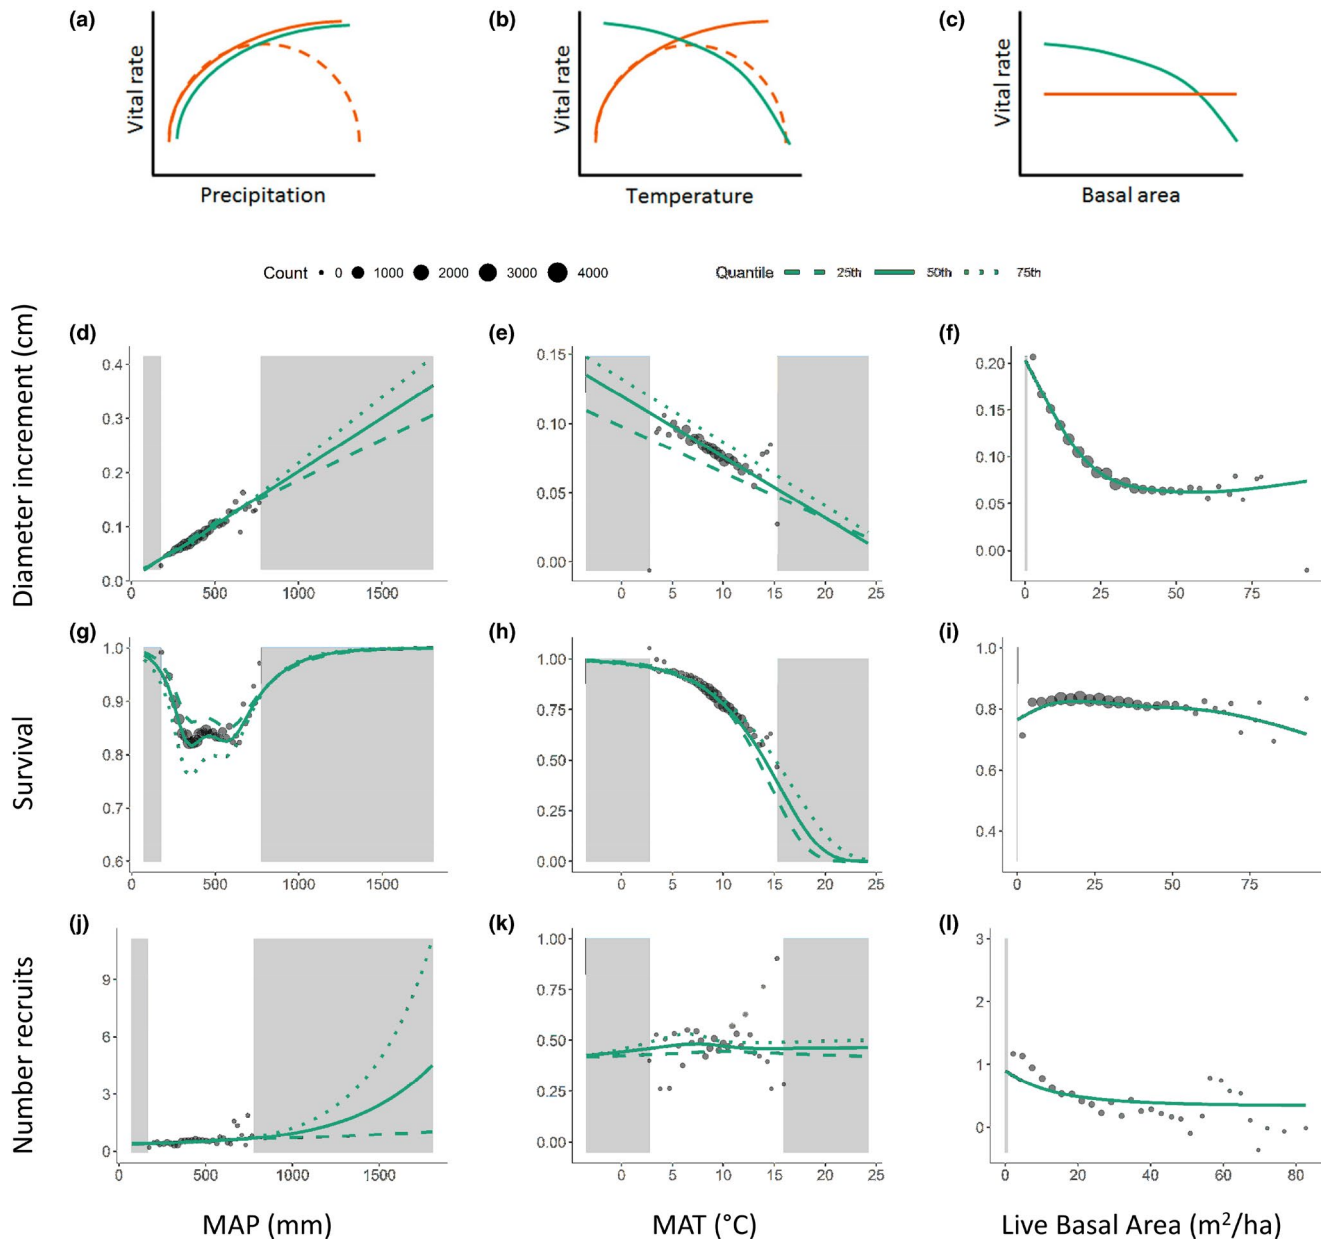 (a)
(b)
(c)
Vital rate
Vital rate
Vital rate
Precipitation
Temperature
Basal area
Count 0 1000 2000 3000 4000
Quantile 25th 50th 75th
Diameter increment (cm)
(d)
0.4
0.3
0.2
0.1
0.0
0 500 1000 1500
(e)
0.15
0.10
0.05
0.00
0 5 10 15 20 25
(f)
0.20
0.15
0.10
0.05
0.00
0 25 50 75
Survival
(g)
1.0
0.9
0.8
0.7
0.6
0 500 1000 1500
(h)
1.00
0.75
0.50
0.25
0.00
0 5 10 15 20 25
(i)
1.0
0.8
0.6
0.4
0 25 50 75
Number recruits
(j)
9
6
3
0
0 500 1000 1500
(k)
1.00
0.75
0.50
0.25
0.00
0 5 10 15 20 25
(l)
3
2
1
0
0 20 40 60 80
MAP (mm)
MAT (°C)
Live Basal Area (m²/ha)